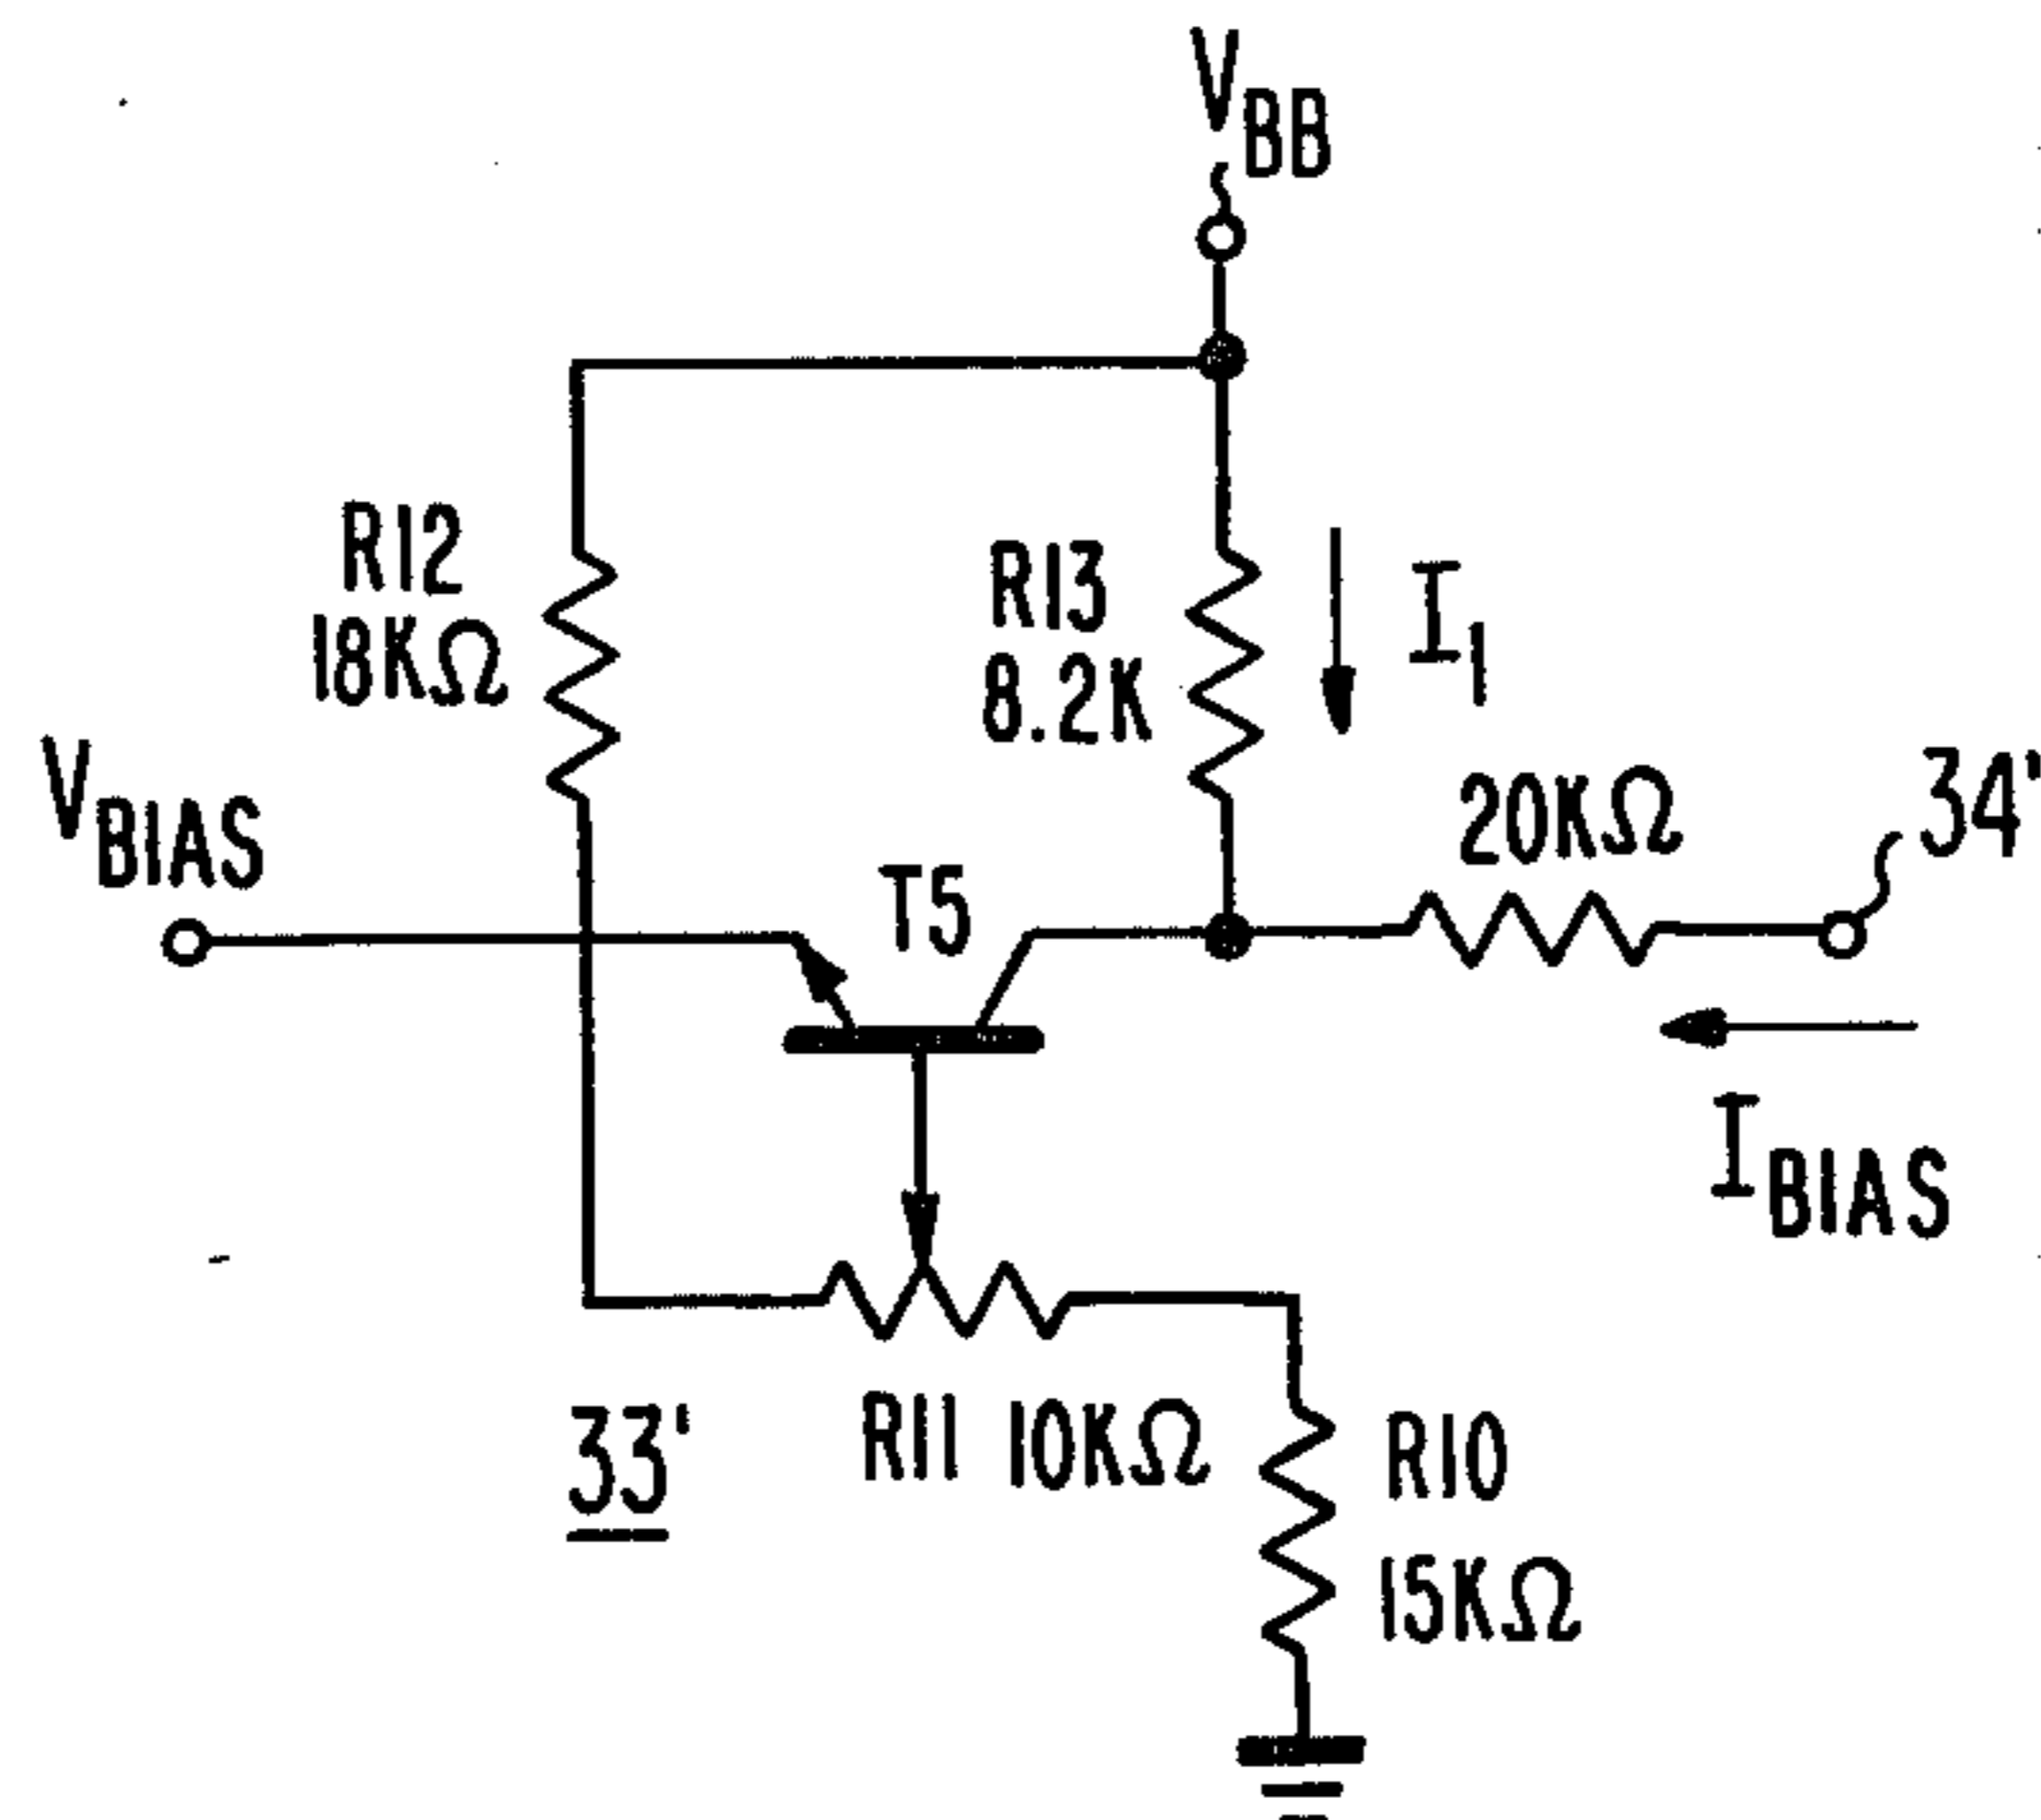 VBB
R12
18KΩ
R13
8.2K
I1
VBIAS
T5
20KΩ
34'
IBIAS
33'
R11 10KΩ
R10
15KΩ